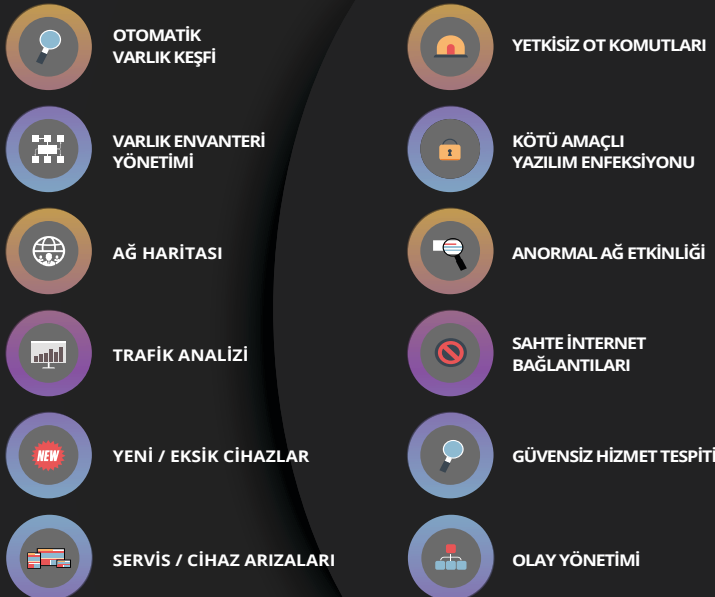 OTOMATİK
VARLIK KEŞFİ
VARLIK ENVANTERİ
YÖNETİMİ
AĞ HARİTASI
TRAFİK ANALİZİ
NEW
YENİ / EKSİK CİHAZLAR
SERVİS / CİHAZ ARIZALARI
YETKİSİZ OT KOMUTLARI
KÖTÜ AMAÇLI
YAZILIM ENFEKSİYONU
ANORMAL AĞ ETKİNLİĞİ
SAHTE İNTERNET
BAĞLANTILARI
GÜVENSİZ HİZMET TESPİTİ
OLAY YÖNETİMİ